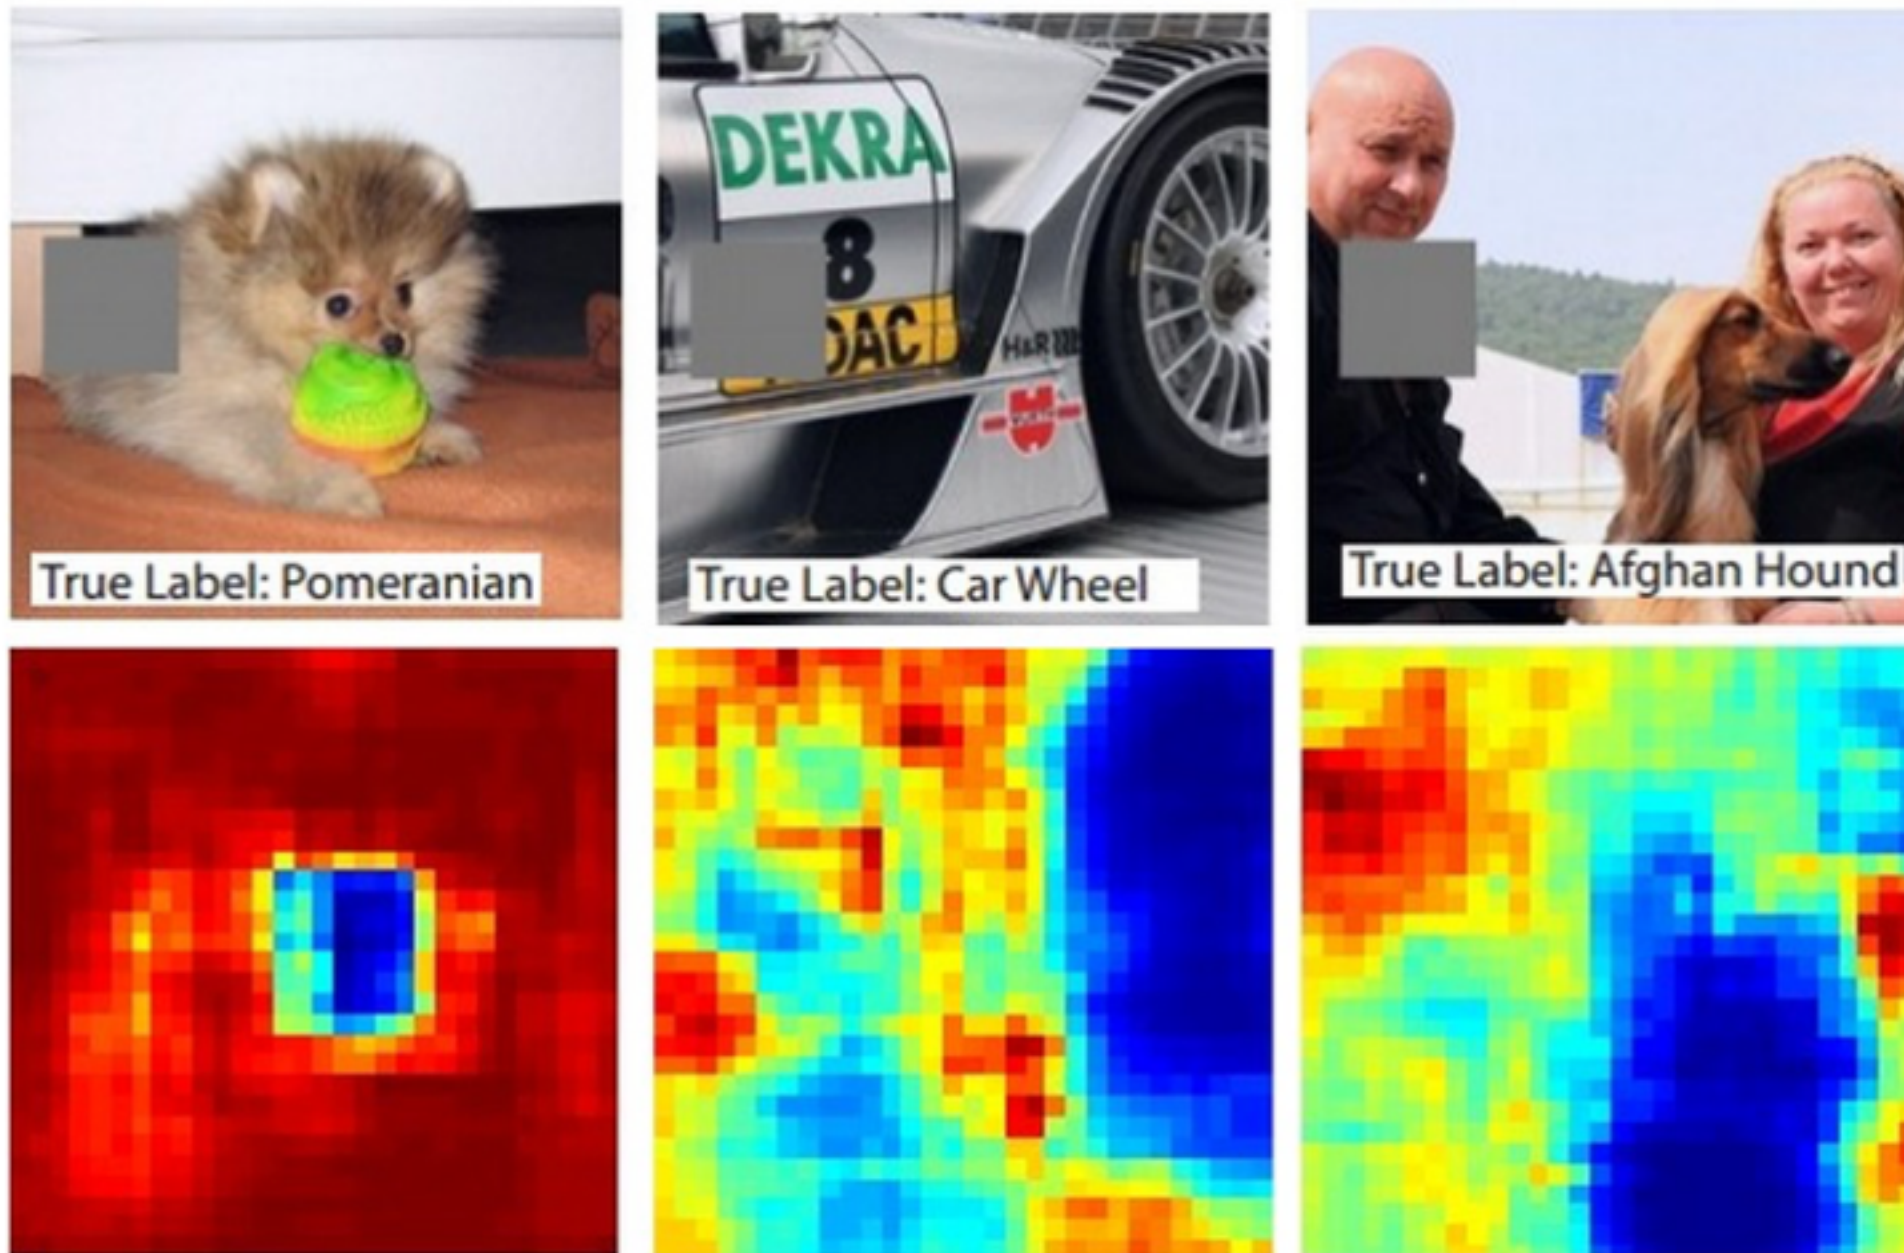 DEKRA
8
DAC
H&R
True Label: Pomeranian
True Label: Car Wheel
True Label: Afghan Hound